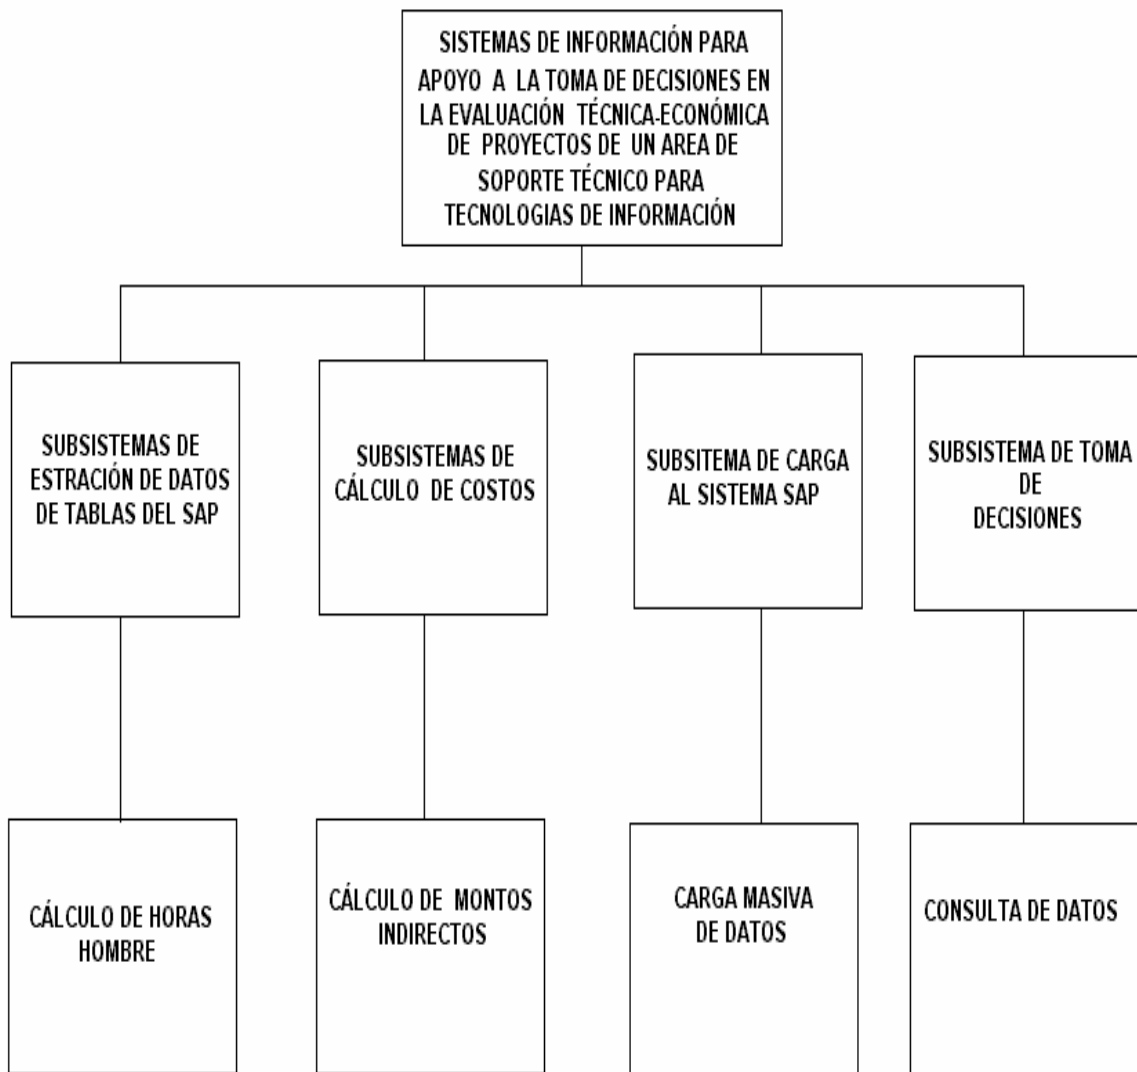 SISTEMAS DE INFORMACIÓN PARA
APOYO A LA TOMA DE DECISIONES EN
LA EVALUACIÓN TÉCNICA-ECONÓMICA
DE PROYECTOS DE UN AREA DE
SOPORTE TÉCNICO PARA
TECNOLOGIAS DE INFORMACIÓN
SUBSISTEMAS DE
ESTRACIÓN DE DATOS
DE TABLAS DEL SAP
SUBSISTEMAS DE
CÁLCULO DE COSTOS
SUBSITEMA DE CARGA
AL SISTEMA SAP
SUBSISTEMA DE TOMA
DE
DECISIONES
CÁLCULO DE HORAS
HOMBRE
CÁLCULO DE MONTOS
INDIRECTOS
CARGA MASIVA
DE DATOS
CONSULTA DE DATOS